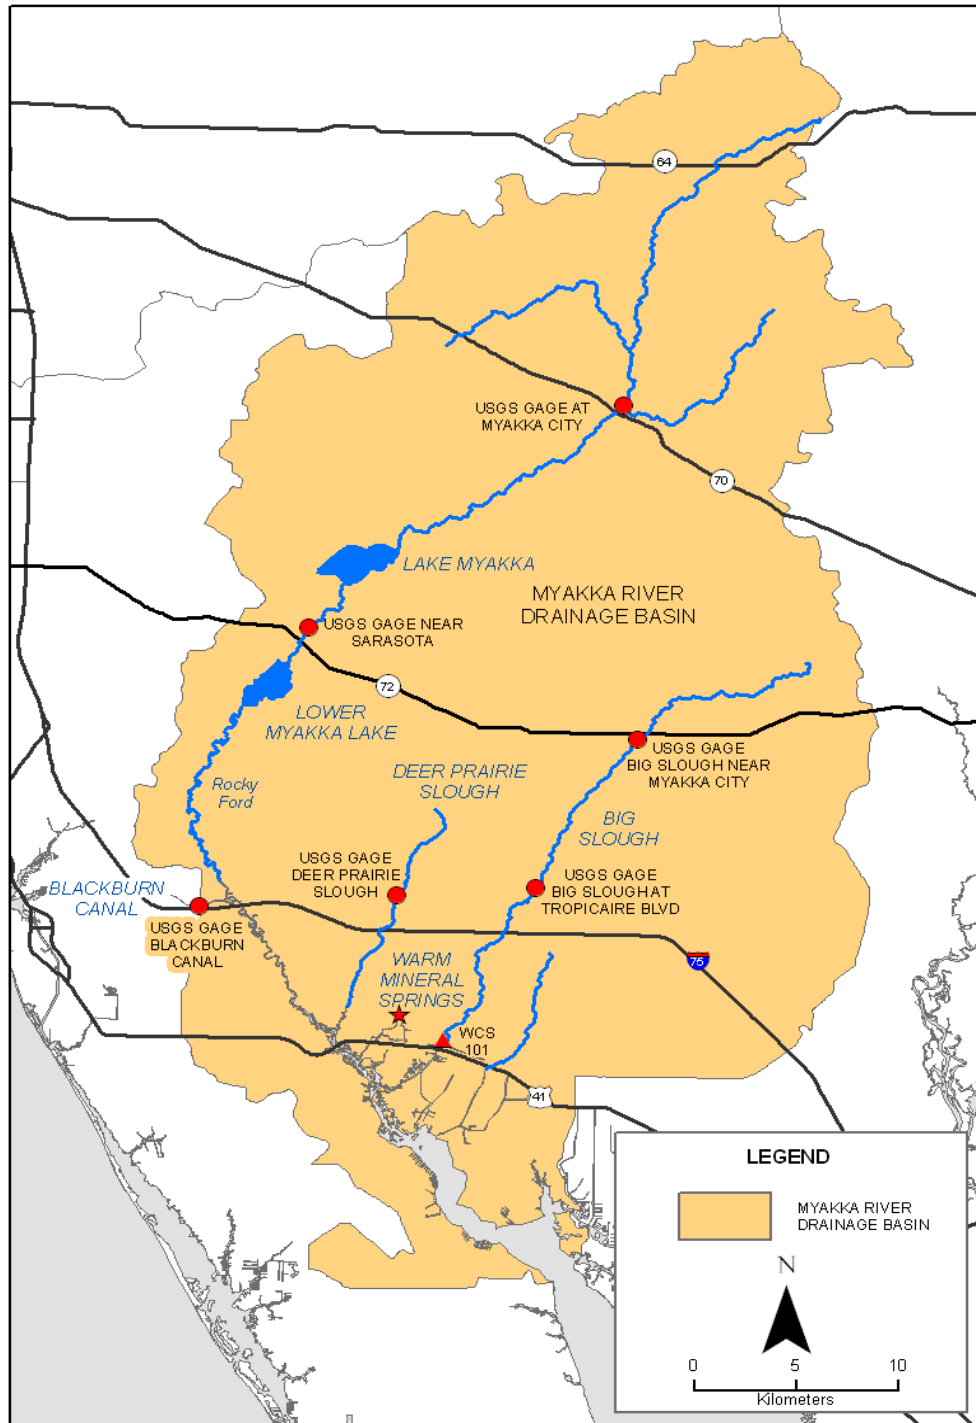 64
USGS GAGE AT
MYAKKA CITY
70
LAKE MYAKKA
MYAKKA RIVER
DRAINAGE BASIN
USGS GAGE NEAR
SARASOTA
72
LOWER
MYAKKA LAKE
USGS GAGE
BIG SLOUGH NEAR
MYAKKA CITY
DEER PRAIRIE
SLOUGH
Rocky
Ford
BIG
SLOUGH
USGS GAGE
DEER PRAIRIE
SLOUGH
USGS GAGE
BIG SLOUGH AT
TROPICAIRE BLVD
BLACKBURN
CANAL
USGS GAGE
BLACKBURN
CANAL
75
WARM
MINERAL
SPRINGS
WCS
101
41
LEGEND
MYAKKA RIVER
DRAINAGE BASIN
N
0 5 10
Kilometers